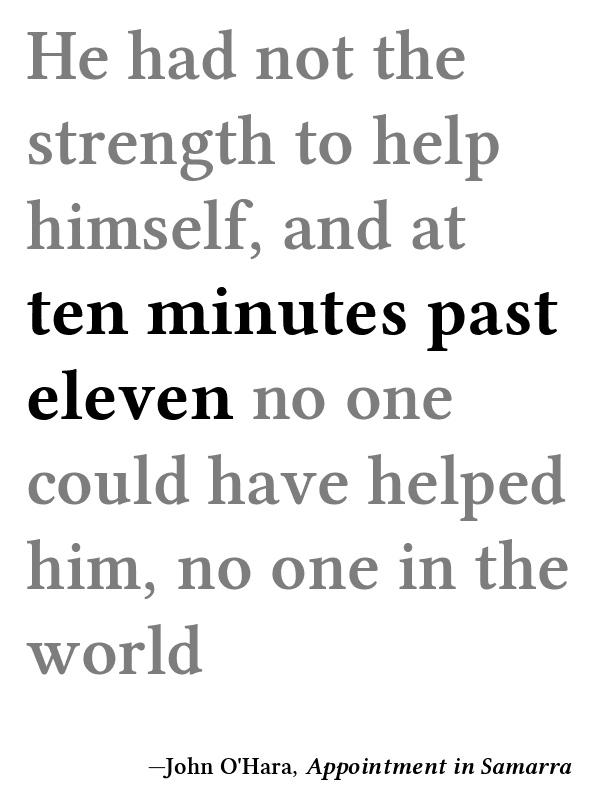 He had not the
strength to help
himself, and at
ten minutes past
eleven no one
could have helped
him, no one in the
world
—John O'Hara, Appointment in Samarra